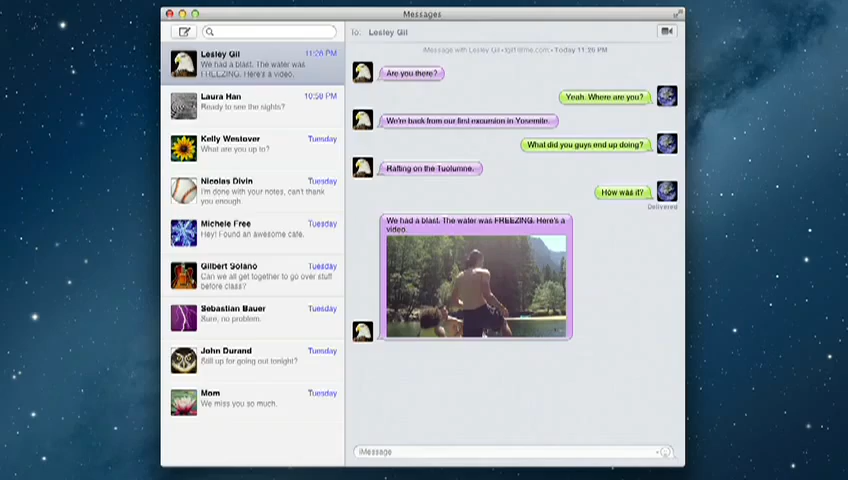 Messages
To: Lesley Gil
Lesley Gil 11:26 PM
We had a blast. The water was
FREEZING. Here's a video.
Laura Han 10:58 PM
Ready to see the sights?
Kelly Westover Tuesday
What are you up to?
Nicolas Divin Tuesday
I'm done with your notes, can't thank
you enough
Michele Free Tuesday
Hey! Found an awesome cafe.
Gilbert Solano Tuesday
Can we all get together to go over stuff
before class?
Sebastian Bauer Tuesday
Sure, no problem.
John Durand Tuesday
Still up for going out tonight?
Mom Tuesday
We miss you so much.
iMessage with Lesley Gil
Today 11:26 PM
Are you there?
Yeah. Where are you?
We're back from our first excursion in Yosemite.
What did you guys end up doing?
Rafting on the Tuolumne.
How was it?
Delivered
We had a blast. The water was FREEZING. Here's a
video.
iMessage